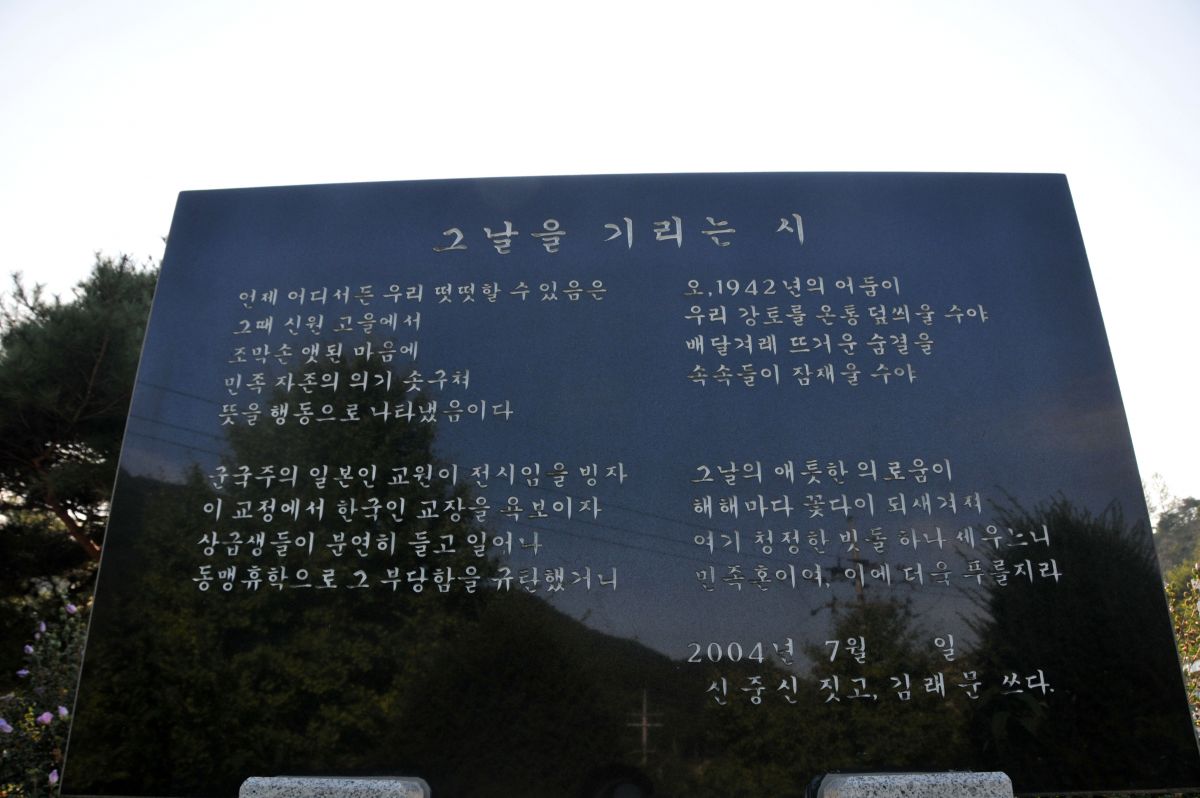 그날을 기리는 시
언제 어디서든 우리 떳떳할 수 있음은
그때 신원 고을에서
조막손 앳된 마음에
민족 자존의 의기 솟구쳐
뜻을 행동으로 나타냈음이다
군국주의 일본인 교원이 전시임을 빙자
이 교정에서 한국인 교장을 욕보이자
상급생들이 분연히 들고 일어나
동맹휴학으로 그 부당함을 규탄했거니
오, 1942년의 어둠이
우리 강토를 온통 덮씌울 수야
배달겨레 뜨거운 숨결을
속속들이 잠재울 수야
그날의 애틋한 의로움이
해해마다 꽃다이 되새겨져
여기 청정한 빗돌 하나 세우느니
민족혼이여, 이에 더욱 푸를지라
2004년 7월 일
신중신 짓고, 김래문 쓰다.